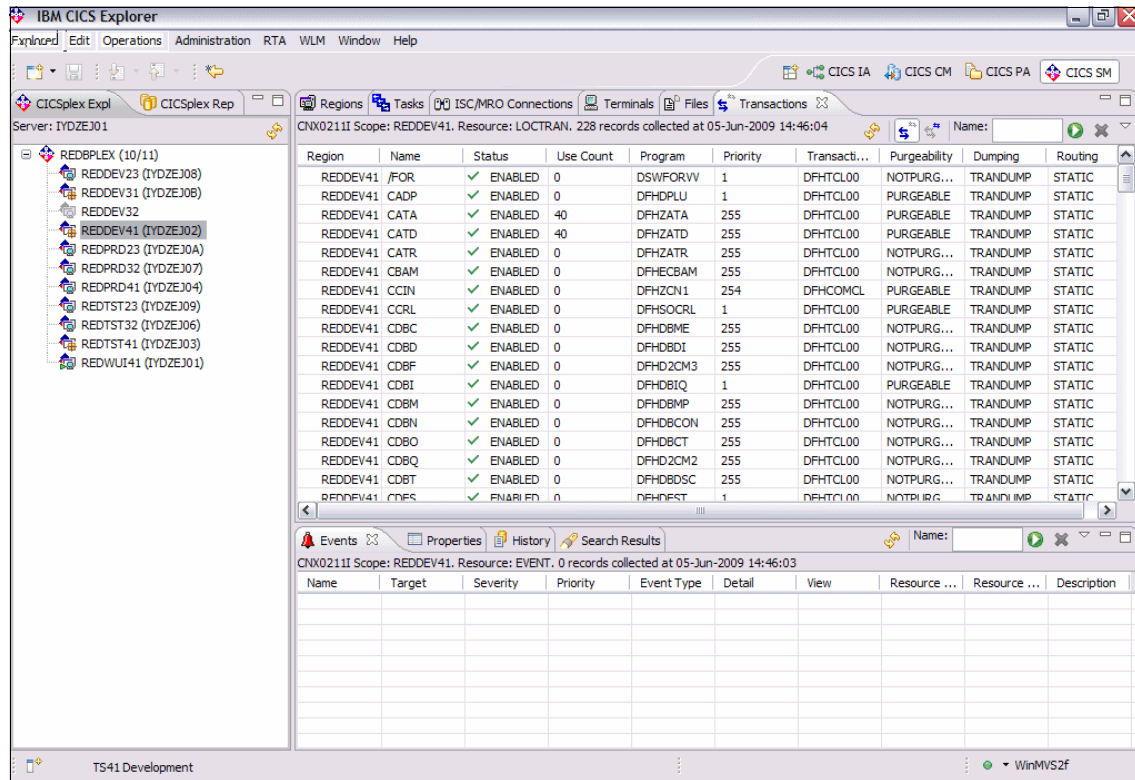 IBM CICS Explorer
Explorer Edit Operations Administration RTA WLM Window Help
CICS IA CICS CM CICS PA CICS SM
CICSplex Expl CICSplex Rep
Regions Tasks ISC/MRO Connections Terminals Files Transactions
Server: IYDZEJ01
CNX0211I Scope: REDDEV41. Resource: LOCTRAN. 228 records collected at 05-Jun-2009 14:46:04 Name:
REDBPLEX (10/11)
REDDEV23 (IYDZEJ08)
REDDEV31 (IYDZEJ0B)
REDDEV32
REDDEV41 (IYDZEJ02)
REDPRD23 (IYDZEJ0A)
REDPRD32 (IYDZEJ07)
REDPRD41 (IYDZEJ04)
REDTST23 (IYDZEJ09)
REDTST32 (IYDZEJ06)
REDTST41 (IYDZEJ03)
REDWUI41 (IYDZEJ01)
Region Name Status Use Count Program Priority Transacti... Purgeability Dumping Routing
REDDEV41 /FOR ENABLED 0 DSWFORVV 1 DFHTCL00 NOTPURG... TRANDUMP STATIC
REDDEV41 CADP ENABLED 0 DFHDPLU 1 DFHTCL00 PURGEABLE TRANDUMP STATIC
REDDEV41 CATA ENABLED 40 DFHZATA 255 DFHTCL00 PURGEABLE TRANDUMP STATIC
REDDEV41 CATD ENABLED 40 DFHZATD 255 DFHTCL00 PURGEABLE TRANDUMP STATIC
REDDEV41 CATR ENABLED 0 DFHZATR 255 DFHTCL00 NOTPURG... TRANDUMP STATIC
REDDEV41 CBAM ENABLED 0 DFHECBAM 255 DFHTCL00 NOTPURG... TRANDUMP STATIC
REDDEV41 CCIN ENABLED 0 DFHZCN1 254 DFHCOMCL PURGEABLE TRANDUMP STATIC
REDDEV41 CCRL ENABLED 0 DFHSOCRL 1 DFHTCL00 PURGEABLE TRANDUMP STATIC
REDDEV41 CDBC ENABLED 0 DFHDBME 255 DFHTCL00 NOTPURG... TRANDUMP STATIC
REDDEV41 CDBD ENABLED 0 DFHDBDI 255 DFHTCL00 NOTPURG... TRANDUMP STATIC
REDDEV41 CDBF ENABLED 0 DFHD2CM3 255 DFHTCL00 NOTPURG... TRANDUMP STATIC
REDDEV41 CDBI ENABLED 0 DFHDBIQ 1 DFHTCL00 PURGEABLE TRANDUMP STATIC
REDDEV41 CDBM ENABLED 0 DFHDBMP 255 DFHTCL00 NOTPURG... TRANDUMP STATIC
REDDEV41 CDBN ENABLED 0 DFHDBCON 255 DFHTCL00 NOTPURG... TRANDUMP STATIC
REDDEV41 CDBO ENABLED 0 DFHDBCT 255 DFHTCL00 NOTPURG... TRANDUMP STATIC
REDDEV41 CDBQ ENABLED 0 DFHD2CM2 255 DFHTCL00 NOTPURG... TRANDUMP STATIC
REDDEV41 CDBT ENABLED 0 DFHDBDSC 255 DFHTCL00 NOTPURG... TRANDUMP STATIC
REDDEV41 CDES ENABLED 0 DFHDEST 1 DFHTCL00 NOTPURG TRANDUMP STATIC
Events Properties History Search Results Name:
CNX0211I Scope: REDDEV41. Resource: EVENT. 0 records collected at 05-Jun-2009 14:46:03
Name Target Severity Priority Event Type Detail View Resource ... Resource ... Description
TS41 Development WinMVS2f